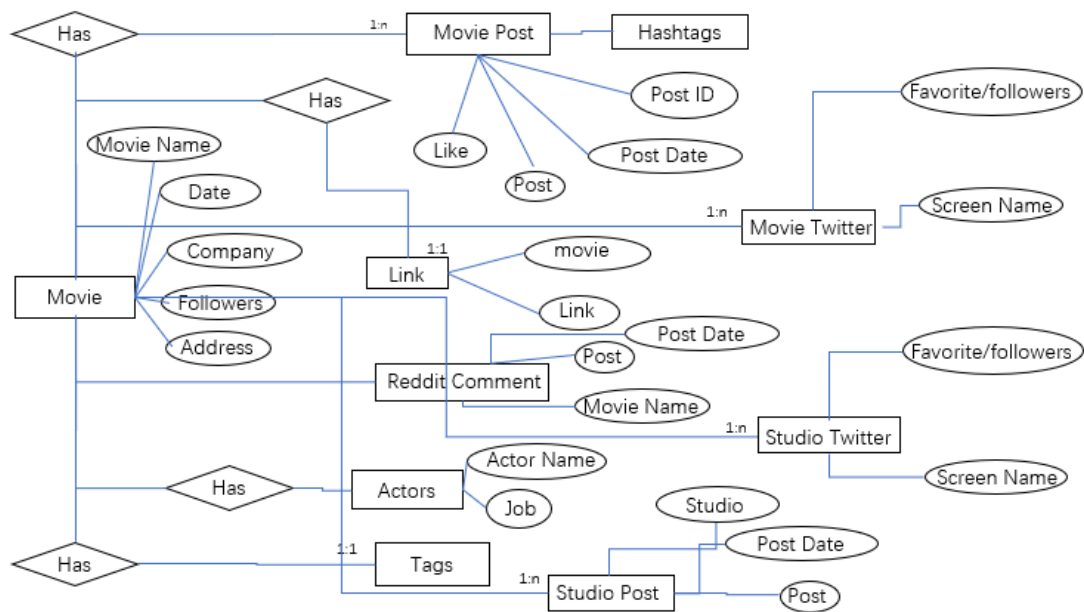 Has
1:n
Movie Post
Hashtags
Has
Post ID
Favorite/followers
Movie Name
Like
Post Date
Date
Post
1:n
Screen Name
Movie Twitter
Company
1:1
movie
Link
Movie
Followers
Link
Address
Post Date
Favorite/followers
Post
Reddit Comment
Movie Name
1:n
Studio Twitter
Actor Name
Has
Actors
Screen Name
Job
Studio
Has
1:1
Tags
Post Date
1:n
Studio Post
Post